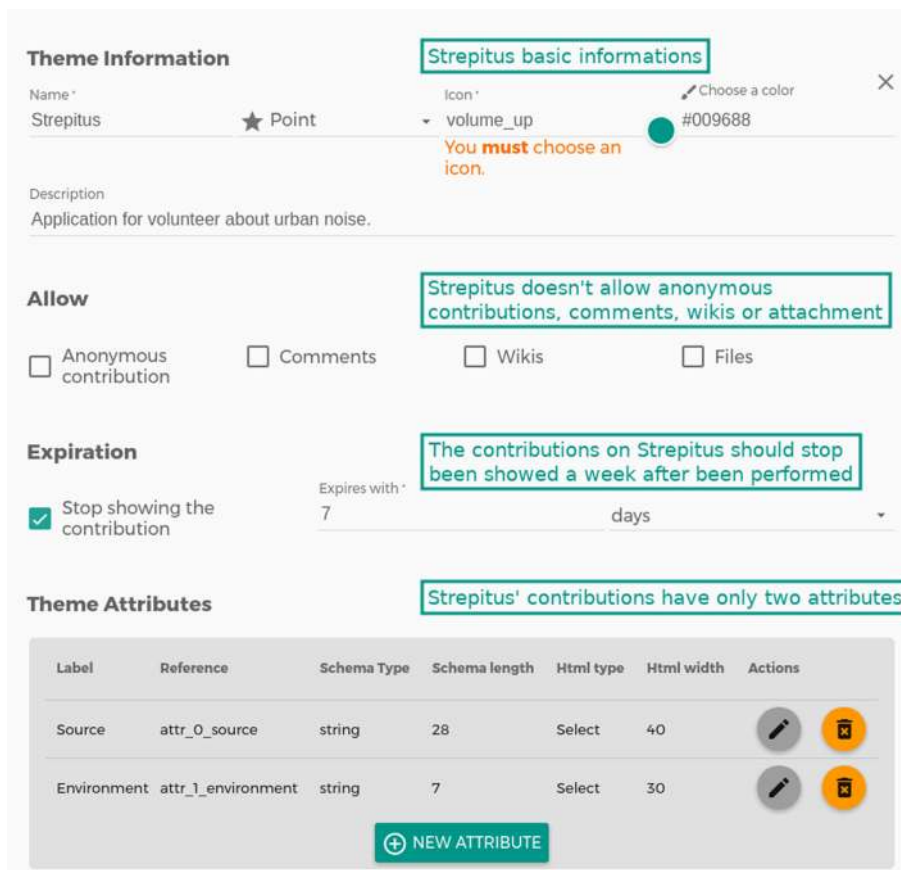 Theme Information
Strepitus basic informations
Name*
Icon*
Choose a color
Strepitus
Point
volume_up
#009688
You must choose an
icon.
Description
Application for volunteer about urban noise.
Allow
Strepitus doesn't allow anonymous
contributions, comments, wikis or attachment
Anonymous
contribution
Comments
Wikis
Files
Expiration
The contributions on Strepitus should stop
been showed a week after been performed
Stop showing the
contribution
Expires with*
7
days
Theme Attributes
Strepitus' contributions have only two attributes
Label Reference Schema Type Schema length Html type Html width Actions
Source attr_0_source string 28 Select 40
Environment attr_1_environment string 7 Select 30
NEW ATTRIBUTE